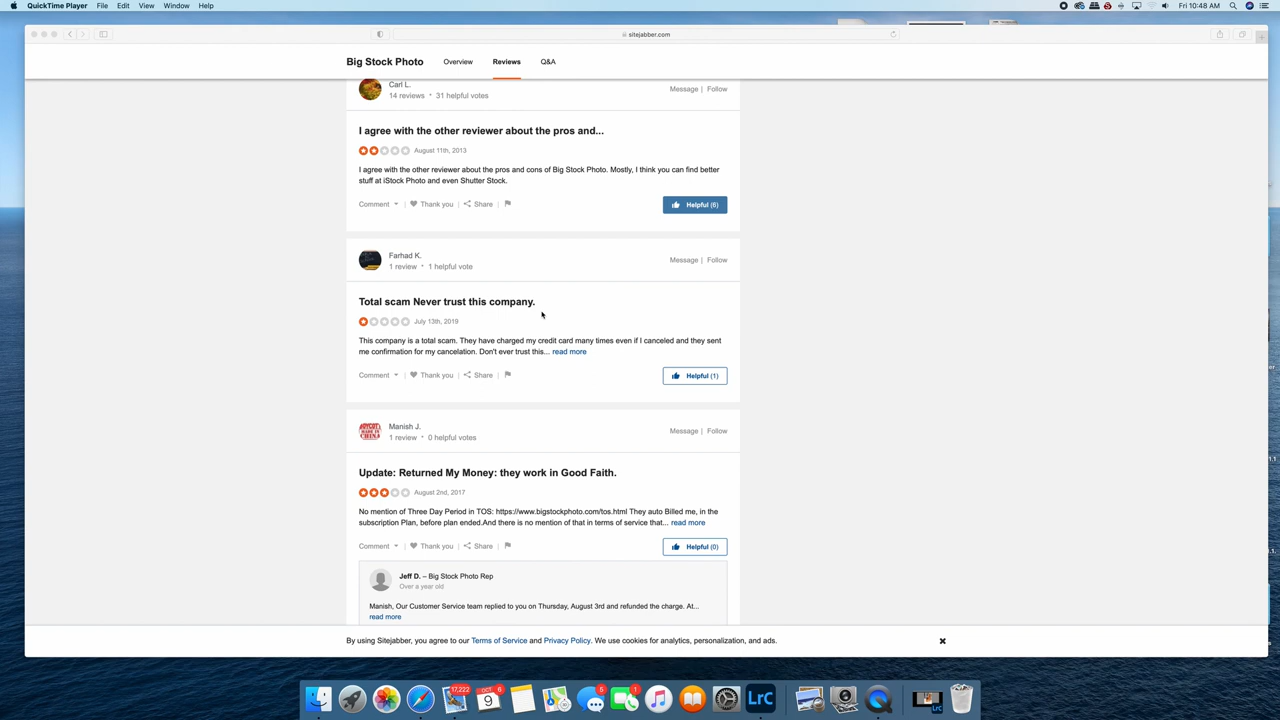 QuickTime Player File Edit View Window Help
Fri 10:48 AM
sitejabber.com
Big Stock Photo Overview Reviews Q&A
Carl L.
14 reviews • 31 helpful votes
Message | Follow
I agree with the other reviewer about the pros and...
August 11th, 2013
I agree with the other reviewer about the pros and cons of Big Stock Photo. Mostly, I think you can find better
stuff at iStock Photo and even Shutter Stock.
Comment | Thank you | Share |
Helpful (6)
Farhad K.
1 review • 1 helpful vote
Message | Follow
Total scam Never trust this company.
July 13th, 2019
This company is a total scam. They have charged my credit card many times even if I canceled and they sent
me confirmation for my cancelation. Don't ever trust this... read more
Comment | Thank you | Share |
Helpful (1)
Manish J.
1 review • 0 helpful votes
Message | Follow
Update: Returned My Money: they work in Good Faith.
August 2nd, 2017
No mention of Three Day Period in TOS: https://www.bigstockphoto.com/tos.html They auto Billed me, in the
subscription Plan, before plan ended.And there is no mention of that in terms of service that... read more
Comment | Thank you | Share |
Helpful (0)
Jeff D. – Big Stock Photo Rep
Over a year old
Manish, Our Customer Service team replied to you on Thursday, August 3rd and refunded the charge. At...
read more
By using Sitejabber, you agree to our Terms of Service and Privacy Policy. We use cookies for analytics, personalization, and ads.
17,222
OCT
9
6
5
1
LrC